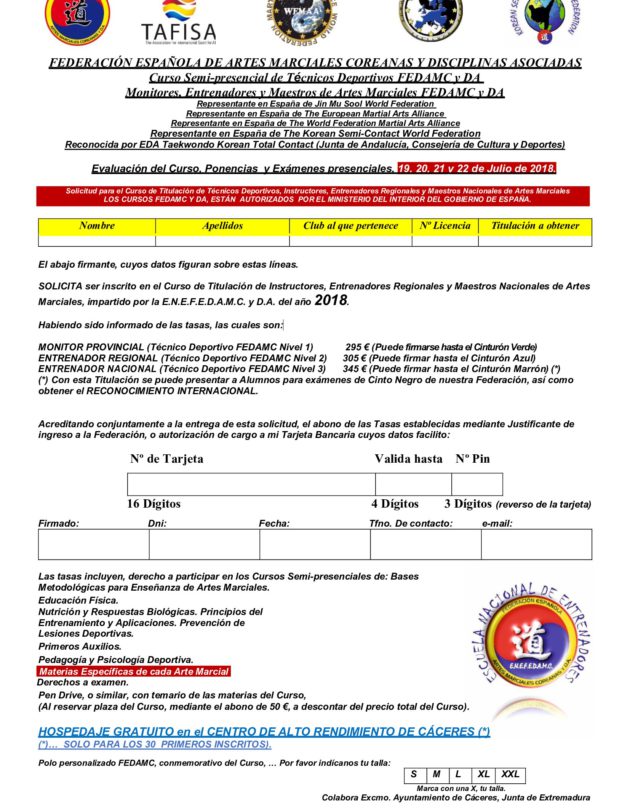 TAFISA
The Association For International Sport for All
WEMAA
FEDERACIÓN ESPAÑOLA DE ARTES MARCIALES COREANAS Y DISCIPLINAS ASOCIADAS
Curso Semi-presencial de Técnicos Deportivos FEDAMC y DA
Monitores, Entrenadores y Maestros de Artes Marciales FEDAMC y DA
Representante en España de Jin Mu Sool World Federation
Representante en España de The European Martial Arts Alliance
Representante en España de The World Federation Martial Arts Alliance
Representante en España de The Korean Semi-Contact World Federation
Reconocida por EDA Taekwondo Korean Total Contact (Junta de Andalucía, Consejería de Cultura y Deportes)
Evaluación del Curso, Ponencias y Exámenes presenciales, 19, 20, 21 y 22 de Julio de 2018.
Solicitud para el Curso de Titulación de Técnicos Deportivos, Instructores, Entrenadores Regionales y Maestros Nacionales de Artes Marciales
LOS CURSOS FEDAMC Y DA, ESTÁN AUTORIZADOS POR EL MINISTERIO DEL INTERIOR DEL GOBIERNO DE ESPAÑA.
Nombre Apellidos Club al que pertenece Nº Licencia Titulación a obtener
El abajo firmante, cuyos datos figuran sobre estas líneas.
SOLICITA ser inscrito en el Curso de Titulación de Instructores, Entrenadores Regionales y Maestros Nacionales de Artes
Marciales, impartido por la E.N.E.F.E.D.A.M.C. y D.A. del año 2018.
Habiendo sido informado de las tasas, las cuales son:
MONITOR PROVINCIAL (Técnico Deportivo FEDAMC Nivel 1) 295 € (Puede firmarse hasta el Cinturón Verde)
ENTRENADOR REGIONAL (Técnico Deportivo FEDAMC Nivel 2) 305 € (Puede firmar hasta el Cinturón Azul)
ENTRENADOR NACIONAL (Técnico Deportivo FEDAMC Nivel 3) 345 € (Puede firmar hasta el Cinturón Marrón) (*)
(*) Con esta Titulación se puede presentar a Alumnos para exámenes de Cinto Negro de nuestra Federación, así como
obtener el RECONOCIMIENTO INTERNACIONAL.
Acreditando conjuntamente a la entrega de esta solicitud, el abono de las Tasas establecidas mediante Justificante de
ingreso a la Federación, o autorización de cargo a mi Tarjeta Bancaria cuyos datos facilito:
Nº de Tarjeta Valida hasta Nº Pin
16 Dígitos 4 Dígitos 3 Dígitos (reverso de la tarjeta)
Firmado: Dni: Fecha: Tfno. De contacto: e-mail:
Las tasas incluyen, derecho a participar en los Cursos Semi-presenciales de: Bases
Metodológicas para Enseñanza de Artes Marciales.
Educación Física.
Nutrición y Respuestas Biológicas. Principios del
Entrenamiento y Aplicaciones. Prevención de
Lesiones Deportivas.
Primeros Auxilios.
Pedagogía y Psicología Deportiva.
Materias Específicas de cada Arte Marcial
Derechos a examen.
Pen Drive, o similar, con temario de las materias del Curso,
(Al reservar plaza del Curso, mediante el abono de 50 €, a descontar del precio total del Curso).
ESCUELA NACIONAL DE ENTRENADORES
FEDERACIÓN ESPAÑOLA
ENEFEDAMC.
ARTES MARCIALES COREANAS Y D.A.
HOSPEDAJE GRATUITO en el CENTRO DE ALTO RENDIMIENTO DE CÁCERES (*)
(*)… SOLO PARA LOS 30 PRIMEROS INSCRITOS).
Polo personalizado FEDAMC, conmemorativo del Curso, … Por favor indícanos tu talla:
S M L XL XXL
Marca con una X, tu talla.
Colabora Excmo. Ayuntamiento de Cáceres, Junta de Extremadura